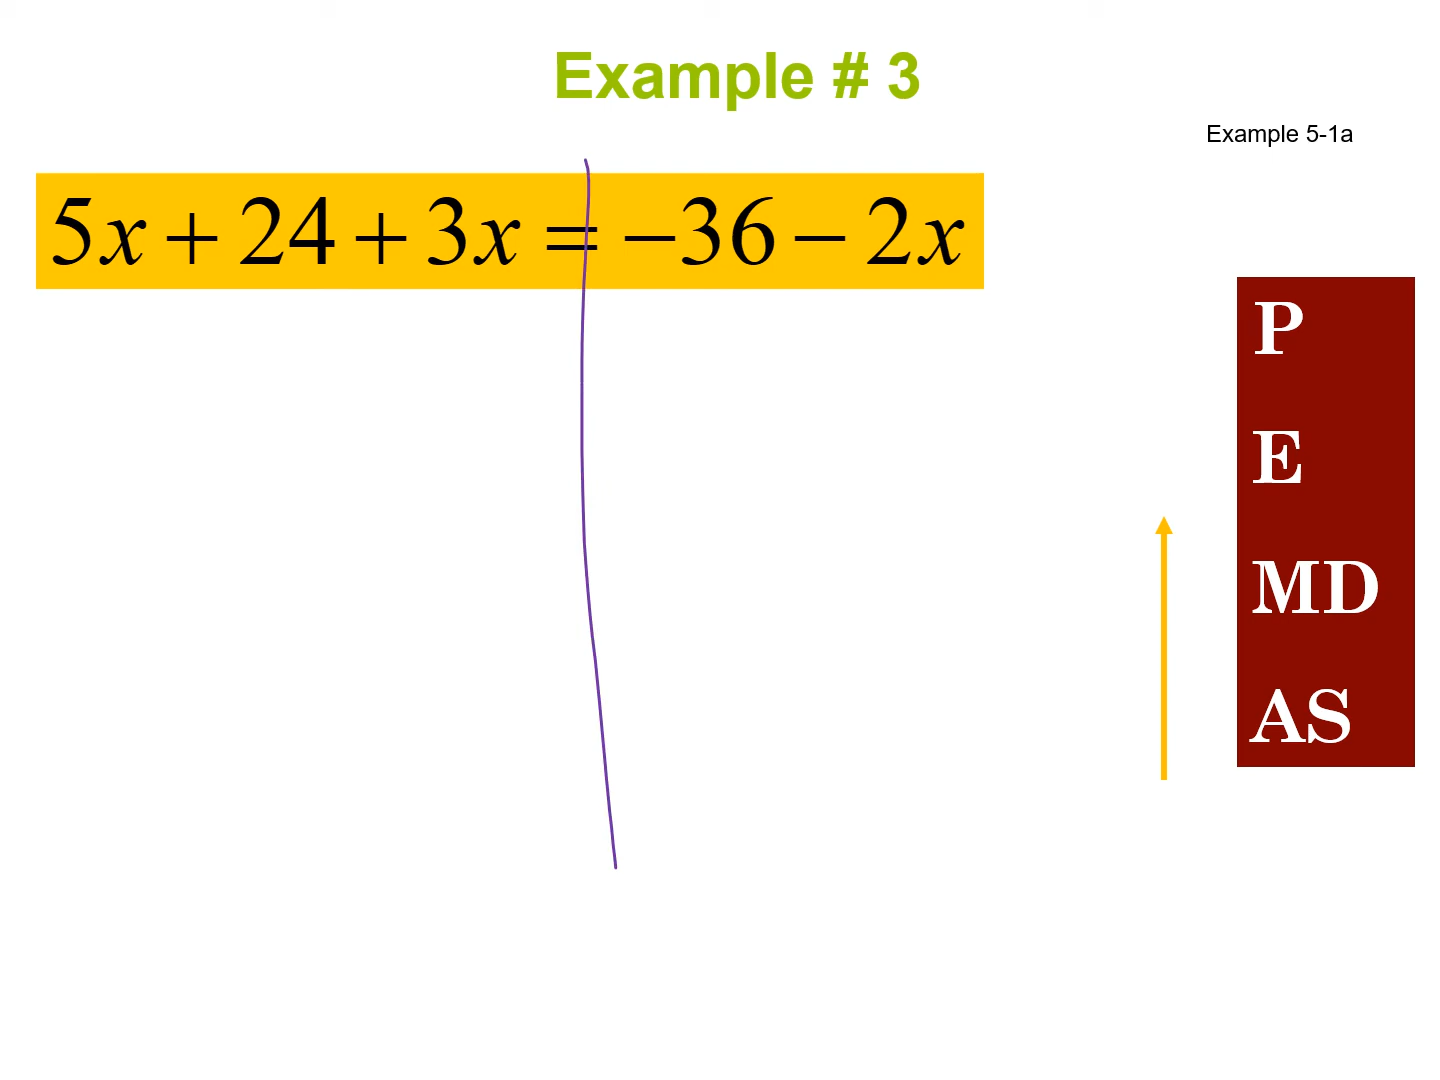 Example # 3
Example 5-1a
5x + 24 + 3x = −36 − 2x
P
E
MD
AS